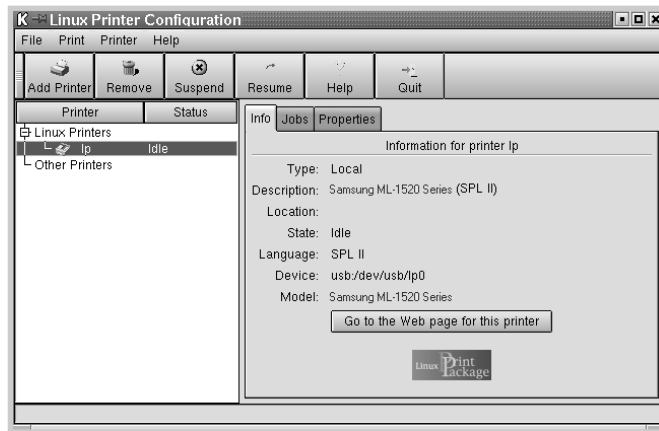 Linux Printer Configuration
File Print Printer Help
Add Printer Remove Suspend Resume Help Quit
Printer Status
Linux Printers
lp Idle
Other Printers
Info Jobs Properties
Information for printer lp
Type: Local
Description: Samsung ML-1520 Series (SPL II)
Location:
State: Idle
Language: SPL II
Device: usb:/dev/usb/lp0
Model: Samsung ML-1520 Series
Go to the Web page for this printer
Linux Print Package